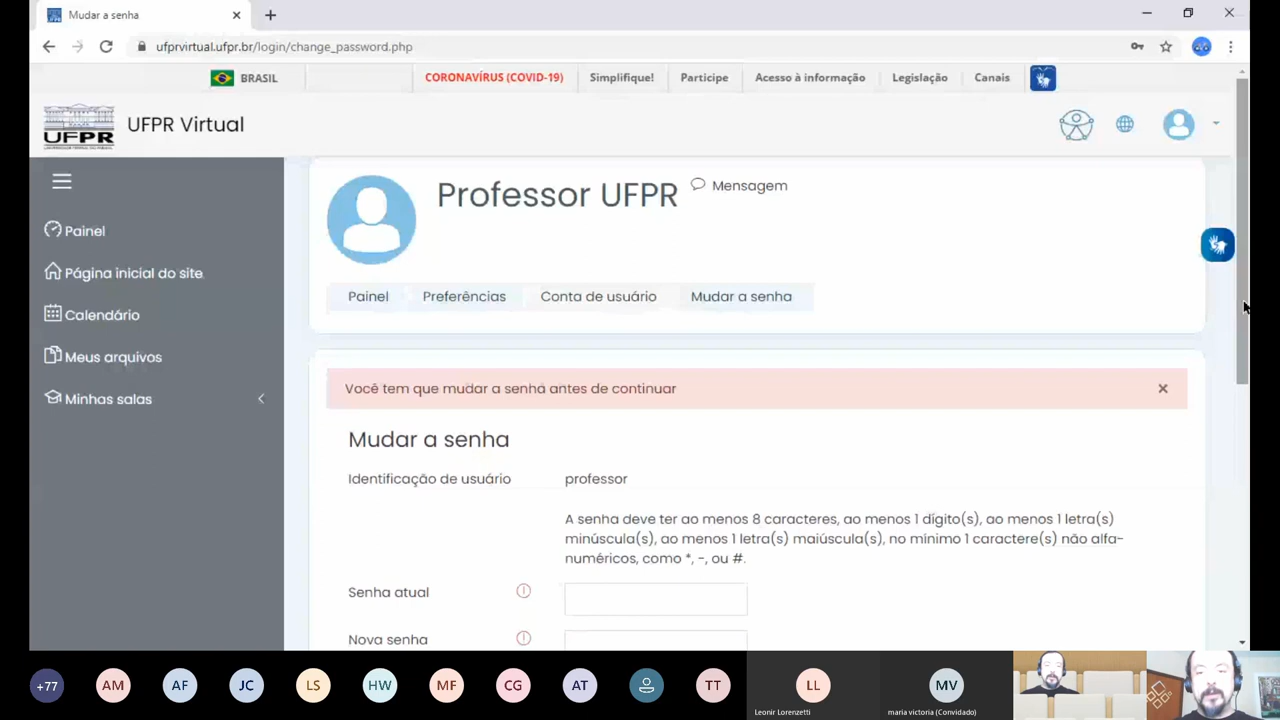 Mudar a senha
ufprvirtual.ufpr.br/login/change_password.php
BRASIL
CORONAVÍRUS (COVID-19)
Simplifique!
Participe
Acesso à informação
Legislação
Canais
UFPR
UFPR Virtual
Professor UFPR
Mensagem
Painel
Página inicial do site
Calendário
Meus arquivos
Minhas salas
Painel
Preferências
Conta de usuário
Mudar a senha
Você tem que mudar a senha antes de continuar
Mudar a senha
Identificação de usuário
professor
A senha deve ter ao menos 8 caracteres, ao menos 1 dígito(s), ao menos 1 letra(s)
minúscula(s), ao menos 1 letra(s) maiúscula(s), no mínimo 1 caractere(s) não alfa-
numéricos, como *, -, ou #.
Senha atual
Nova senha
+77
AM
AF
JC
LS
HW
MF
CG
AT
TT
LL
MV
Leonir Lorenzetti
maria victoria (Convidado)